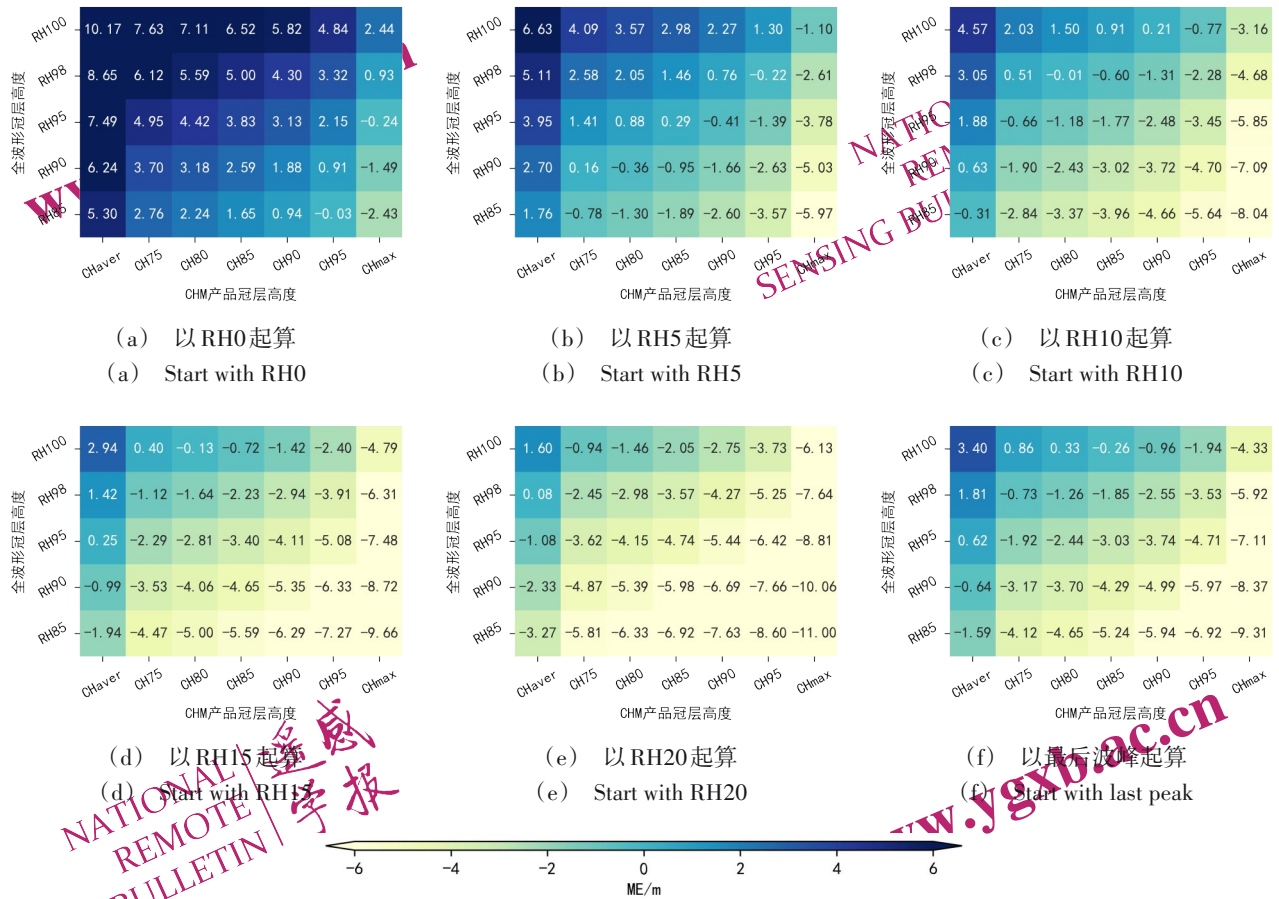 RH100 10.17 7.63 7.11 6.52 5.82 4.84 2.44
RH98 8.65 6.12 5.59 5.00 4.30 3.32 0.93
RH95 7.49 4.95 4.42 3.83 3.13 2.15 -0.24
RH90 6.24 3.70 3.18 2.59 1.88 0.91 -1.49
RH85 5.30 2.76 2.24 1.65 0.94 -0.03 -2.43
全波形冠层高度
CHaver CH75 CH80 CH85 CH90 CH95 CHmax
CHM产品冠层高度
(a) 以RH0起算
(a) Start with RH0
RH100 6.63 4.09 3.57 2.98 2.27 1.30 -1.10
RH98 5.11 2.58 2.05 1.46 0.76 -0.22 -2.61
RH95 3.95 1.41 0.88 0.29 -0.41 -1.39 -3.78
RH90 2.70 0.16 -0.36 -0.95 -1.66 -2.63 -5.03
RH85 1.76 -0.78 -1.30 -1.89 -2.60 -3.57 -5.97
全波形冠层高度
CHaver CH75 CH80 CH85 CH90 CH95 CHmax
CHM产品冠层高度
(b) 以RH5起算
(b) Start with RH5
RH100 4.57 2.03 1.50 0.91 0.21 -0.77 -3.16
RH98 3.05 0.51 -0.01 -0.60 -1.31 -2.28 -4.68
RH95 1.88 -0.66 -1.18 -1.77 -2.48 -3.45 -5.85
RH90 0.63 -1.90 -2.43 -3.02 -3.72 -4.70 -7.09
RH85 -0.31 -2.84 -3.37 -3.96 -4.66 -5.64 -8.04
全波形冠层高度
CHaver CH75 CH80 CH85 CH90 CH95 CHmax
CHM产品冠层高度
(c) 以RH10起算
(c) Start with RH10
RH100 2.94 0.40 -0.13 -0.72 -1.42 -2.40 -4.79
RH98 1.42 -1.12 -1.64 -2.23 -2.94 -3.91 -6.31
RH95 0.25 -2.29 -2.81 -3.40 -4.11 -5.08 -7.48
RH90 -0.99 -3.53 -4.06 -4.65 -5.35 -6.33 -8.72
RH85 -1.94 -4.47 -5.00 -5.59 -6.29 -7.27 -9.66
全波形冠层高度
CHaver CH75 CH80 CH85 CH90 CH95 CHmax
CHM产品冠层高度
(d) 以RH15起算
(d) Start with RH15
RH100 1.60 -0.94 -1.46 -2.05 -2.75 -3.73 -6.13
RH98 0.08 -2.45 -2.98 -3.57 -4.27 -5.25 -7.64
RH95 -1.08 -3.62 -4.15 -4.74 -5.44 -6.42 -8.81
RH90 -2.33 -4.87 -5.39 -5.98 -6.69 -7.66 -10.06
RH85 -3.27 -5.81 -6.33 -6.92 -7.63 -8.60 -11.00
全波形冠层高度
CHaver CH75 CH80 CH85 CH90 CH95 CHmax
CHM产品冠层高度
(e) 以RH20起算
(e) Start with RH20
RH100 3.40 0.86 0.33 -0.26 -0.96 -1.94 -4.33
RH98 1.81 -0.73 -1.26 -1.85 -2.55 -3.53 -5.92
RH95 0.62 -1.92 -2.44 -3.03 -3.74 -4.71 -7.11
RH90 -0.64 -3.17 -3.70 -4.29 -4.99 -5.97 -8.37
RH85 -1.59 -4.12 -4.65 -5.24 -5.94 -6.92 -9.31
全波形冠层高度
CHaver CH75 CH80 CH85 CH90 CH95 CHmax
CHM产品冠层高度
(f) 以最后波峰起算
(f) Start with last peak
-6 -4 -2 0 2 4 6
ME/m
NATIONAL
REMOTE
BULLETIN
遥感
学报
SENSING
www.ygxb.ac.cn